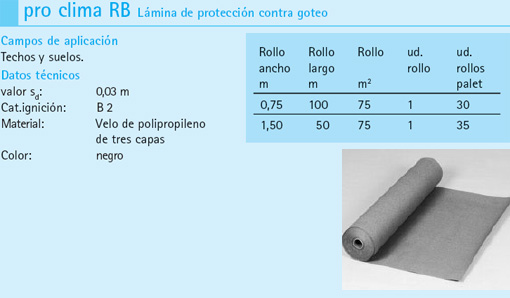 pro clima RB Lámina de protección contra goteo
Campos de aplicación
Techos y suelos.
Datos técnicos
valor sd: 0,03 m
Cat.ignición: B 2
Material: Velo de polipropileno
de tres capas
Color: negro
Rollo Rollo Rollo ud. ud.
ancho largo rollo rollos
m m m² palet
0,75 100 75 1 30
1,50 50 75 1 35